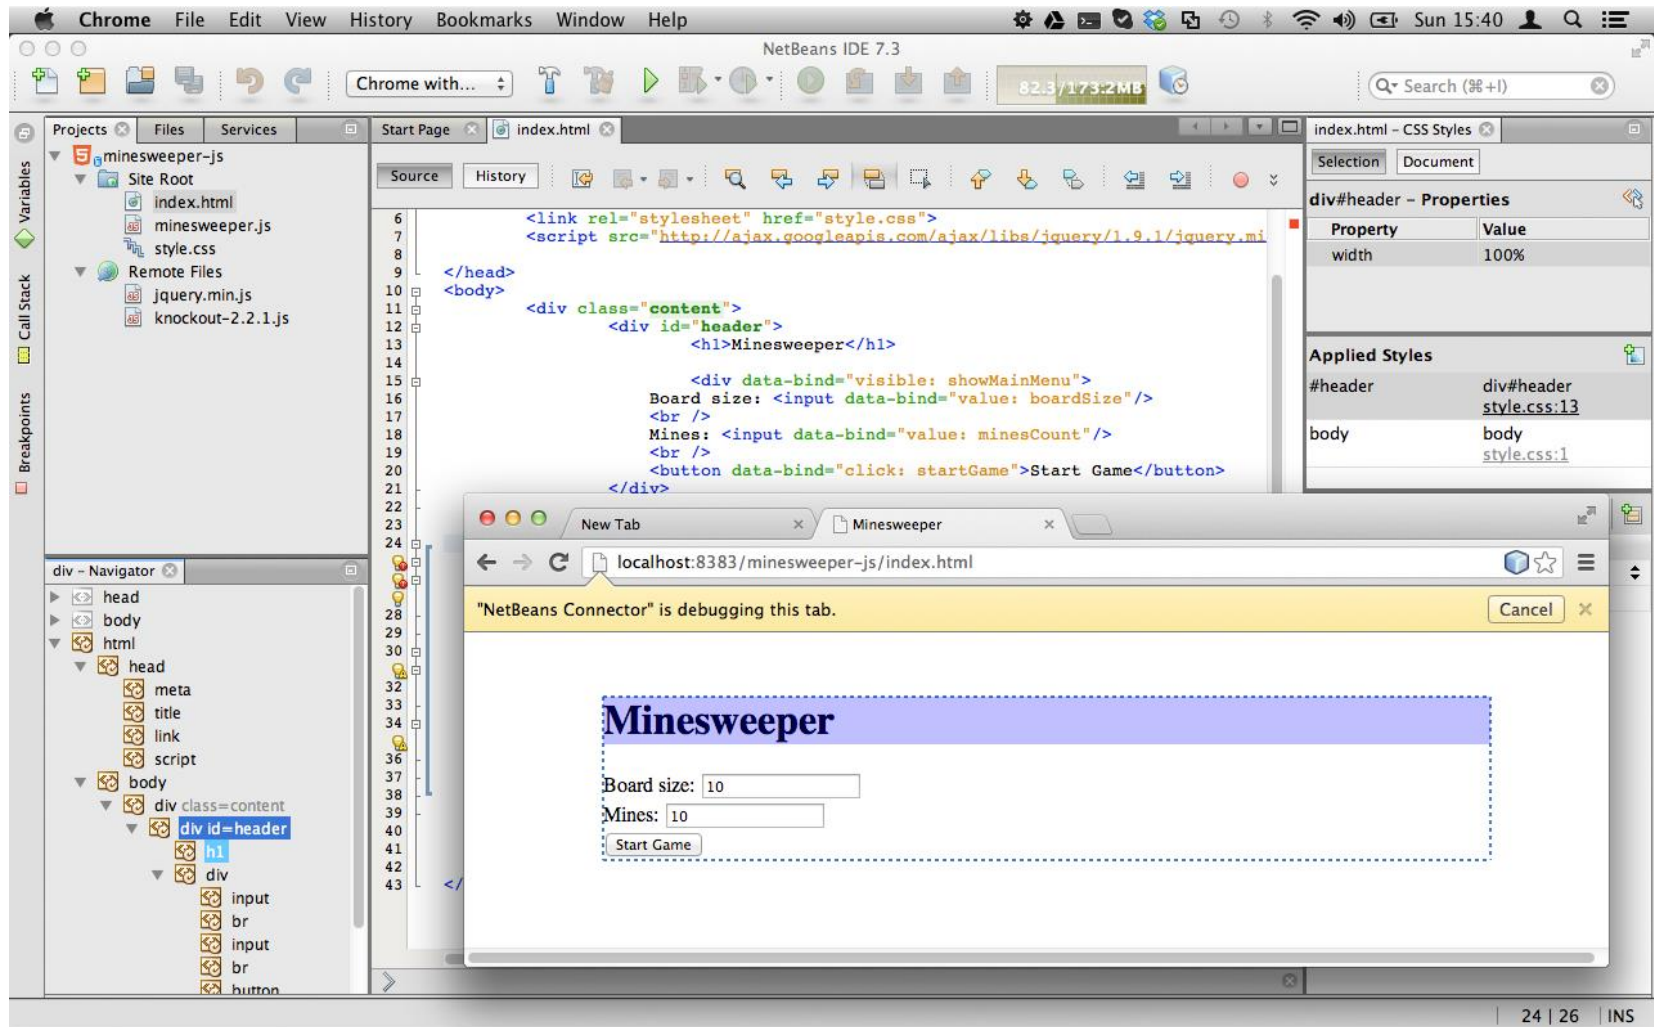 Chrome File Edit View History Bookmarks Window Help Sun 15:40
NetBeans IDE 7.3
Chrome with... 82.3/173.2MB Search (⌘+I)
Projects Files Services
minesweeper-js
Site Root
index.html
minesweeper.js
style.css
Remote Files
jquery.min.js
knockout-2.2.1.js
Variables
Call Stack
Breakpoints
Start Page index.html
Source History
6 <link rel="stylesheet" href="style.css">
7 <script src="http://ajax.googleapis.com/ajax/libs/jquery/1.9.1/jquery.mi
8
9 </head>
10 <body>
11 <div class="content">
12 <div id="header">
13 <h1>Minesweeper</h1>
14
15 <div data-bind="visible: showMainMenu">
16 Board size: <input data-bind="value: boardSize"/>
17 <br />
18 Mines: <input data-bind="value: minesCount"/>
19 <br />
20 <button data-bind="click: startGame">Start Game</button>
21 </div>
22
23
24
28
29
30
32
33
34
36
37
38
39
40
41
42
43 </
index.html - CSS Styles
Selection Document
div#header - Properties
Property Value
width 100%
Applied Styles
#header div#header
style.css:13
body body
style.css:1
div - Navigator
head
body
html
head
meta
title
link
script
body
div class=content
div id=header
h1
div
input
br
input
br
button
New Tab Minesweeper
localhost:8383/minesweeper-js/index.html
"NetBeans Connector" is debugging this tab. Cancel
Minesweeper
Board size: 10
Mines: 10
Start Game
24 | 26 INS